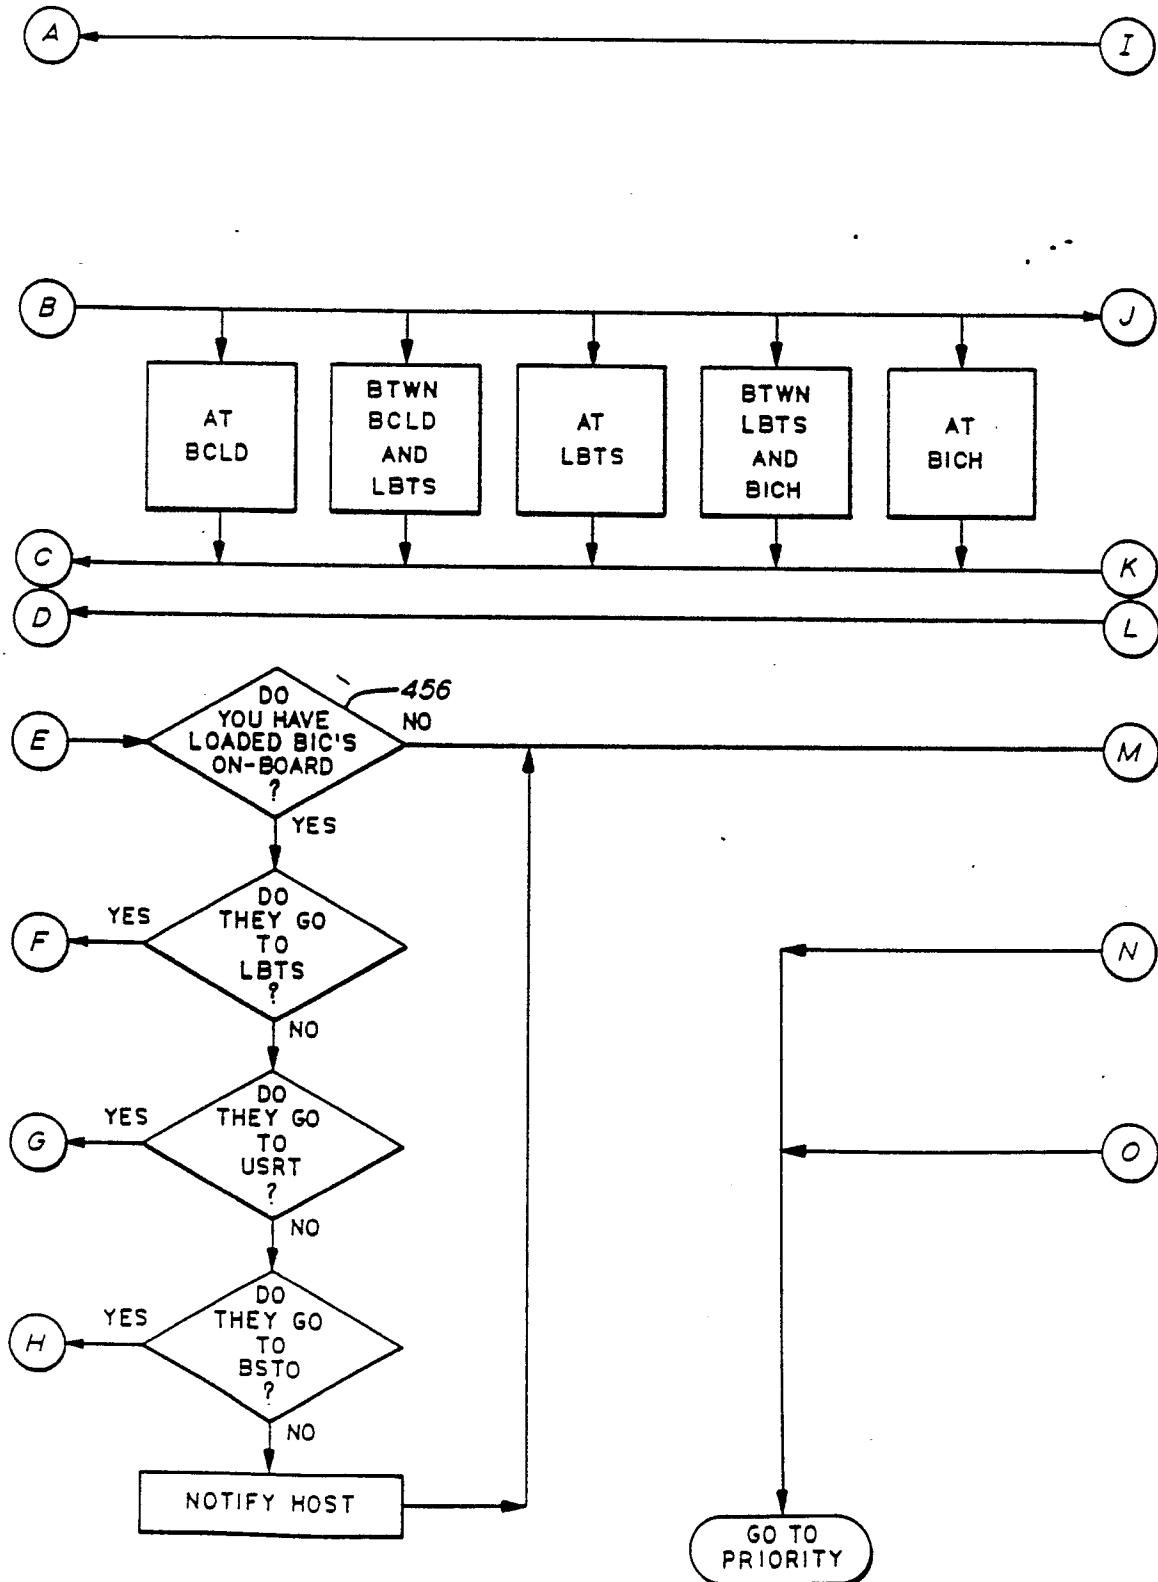 A
I
B
J
AT
BCLD
BTWN
BCLD
AND
LBTS
AT
LBTS
BTWN
LBTS
AND
BICH
AT
BICH
C
K
D
L
E
DO
YOU HAVE
LOADED BIC'S
ON-BOARD
?
456
NO
M
YES
F
YES
DO
THEY GO
TO
LBTS
?
N
NO
G
YES
DO
THEY GO
TO
USRT
?
O
NO
H
YES
DO
THEY GO
TO
BSTO
?
NO
NOTIFY HOST
GO TO
PRIORITY